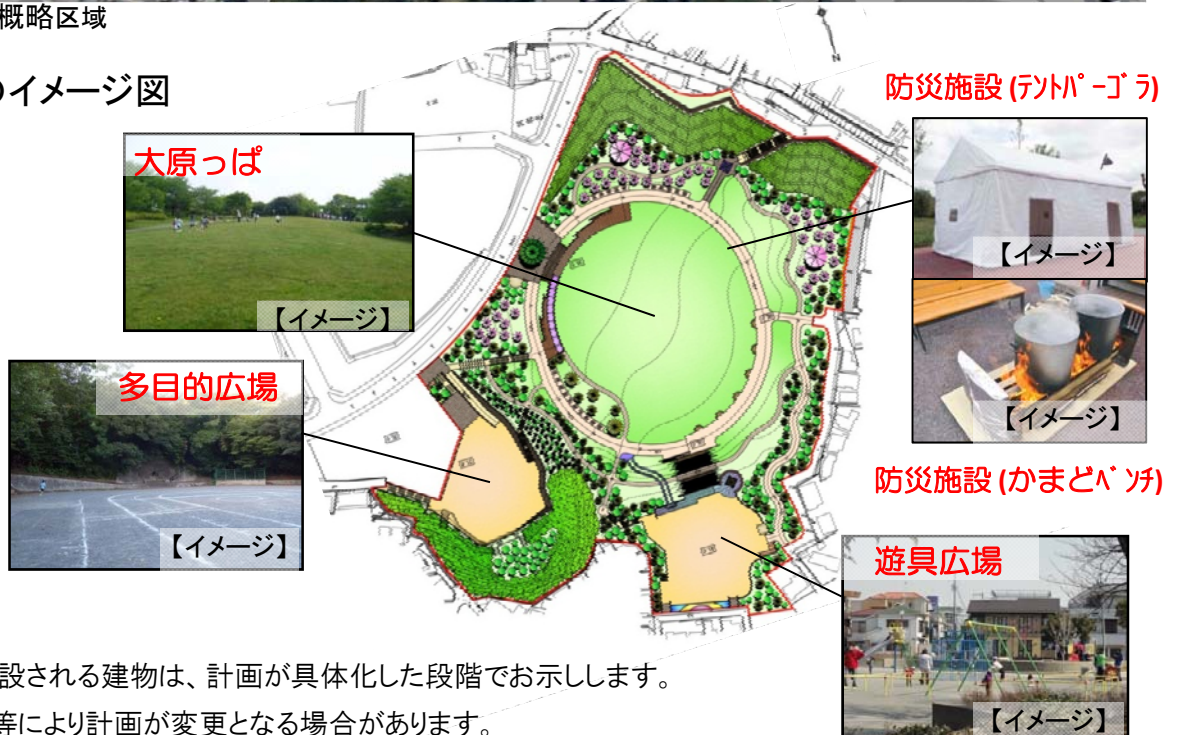 概略区域
のイメージ図
防災施設(テントパーゴラ)
大原っぱ
【イメージ】
【イメージ】
多目的広場
【イメージ】
【イメージ】
防災施設(かまどベンチ)
遊具広場
【イメージ】
N
設される建物は、計画が具体化した段階でお示しします。
等により計画が変更となる場合があります。